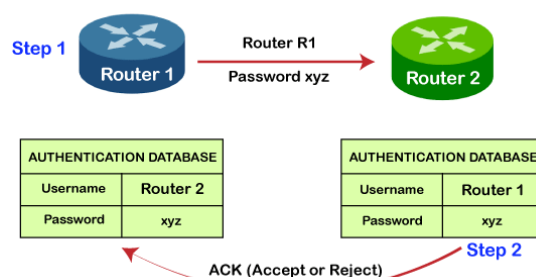 Step 1
Router 1
Router R1
Password xyz
Router 2
AUTHENTICATION DATABASE
Username Router 2
Password xyz
AUTHENTICATION DATABASE
Username Router 1
Password xyz
Step 2
ACK (Accept or Reject)